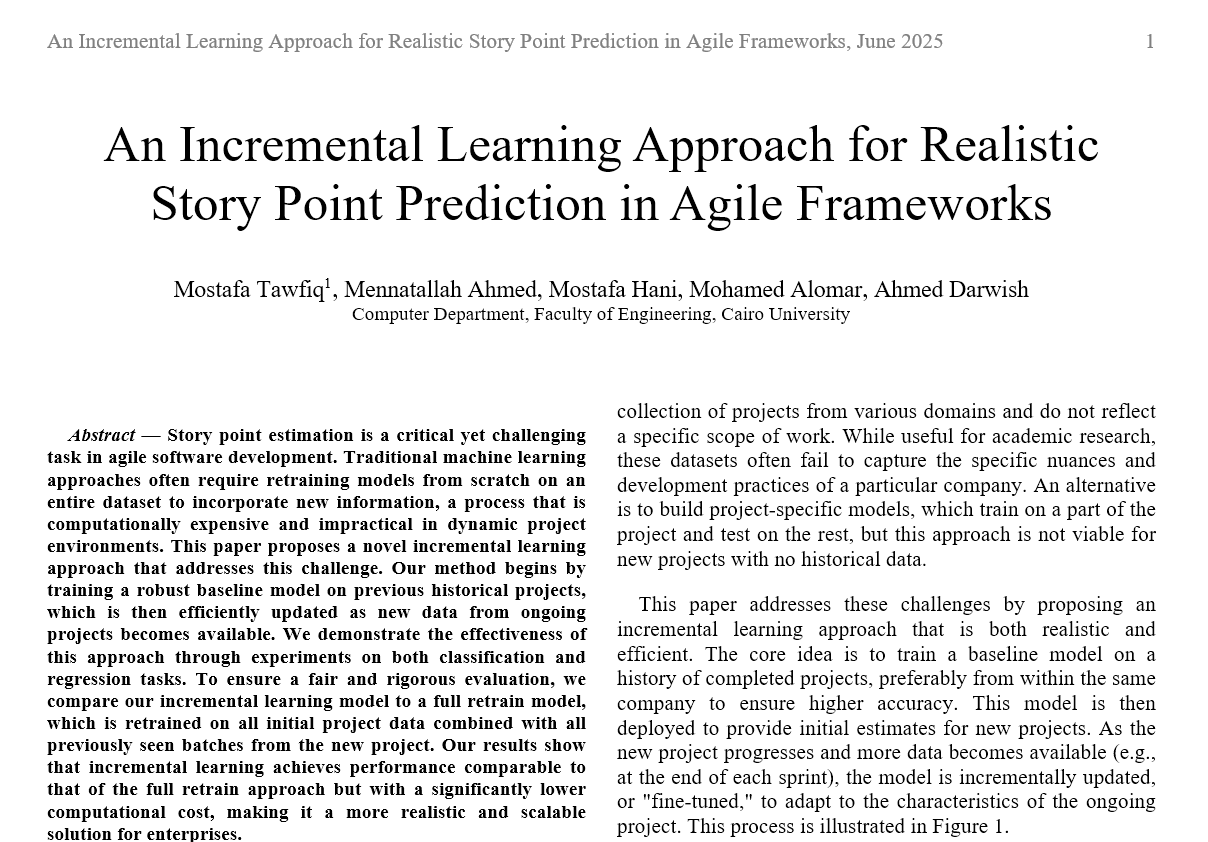 An Incremental Learning Approach for Realistic Story Point Prediction in Agile Frameworks, June 2025 1
An Incremental Learning Approach for Realistic
Story Point Prediction in Agile Frameworks
Mostafa Tawfiq¹, Mennatallah Ahmed, Mostafa Hani, Mohamed Alomar, Ahmed Darwish
Computer Department, Faculty of Engineering, Cairo University
Abstract — Story point estimation is a critical yet challenging
task in agile software development. Traditional machine learning
approaches often require retraining models from scratch on an
entire dataset to incorporate new information, a process that is
computationally expensive and impractical in dynamic project
environments. This paper proposes a novel incremental learning
approach that addresses this challenge. Our method begins by
training a robust baseline model on previous historical projects,
which is then efficiently updated as new data from ongoing
projects becomes available. We demonstrate the effectiveness of
this approach through experiments on both classification and
regression tasks. To ensure a fair and rigorous evaluation, we
compare our incremental learning model to a full retrain model,
which is retrained on all initial project data combined with all
previously seen batches from the new project. Our results show
that incremental learning achieves performance comparable to
that of the full retrain approach but with a significantly lower
computational cost, making it a more realistic and scalable
solution for enterprises.
collection of projects from various domains and do not reflect
a specific scope of work. While useful for academic research,
these datasets often fail to capture the specific nuances and
development practices of a particular company. An alternative
is to build project-specific models, which train on a part of the
project and test on the rest, but this approach is not viable for
new projects with no historical data.
This paper addresses these challenges by proposing an
incremental learning approach that is both realistic and
efficient. The core idea is to train a baseline model on a
history of completed projects, preferably from within the same
company to ensure higher accuracy. This model is then
deployed to provide initial estimates for new projects. As the
new project progresses and more data becomes available (e.g.,
at the end of each sprint), the model is incrementally updated,
or "fine-tuned," to adapt to the characteristics of the ongoing
project. This process is illustrated in Figure 1.